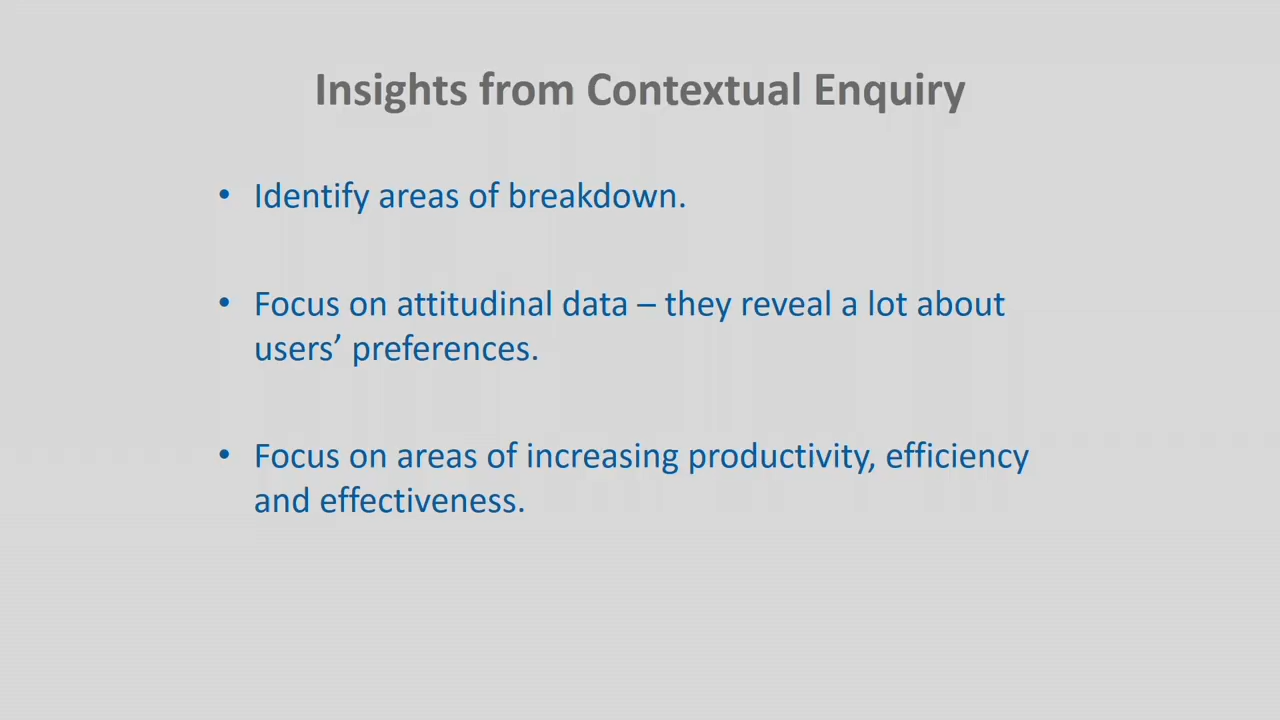 Insights from Contextual Enquiry
• Identify areas of breakdown.
• Focus on attitudinal data – they reveal a lot about
users’ preferences.
• Focus on areas of increasing productivity, efficiency
and effectiveness.